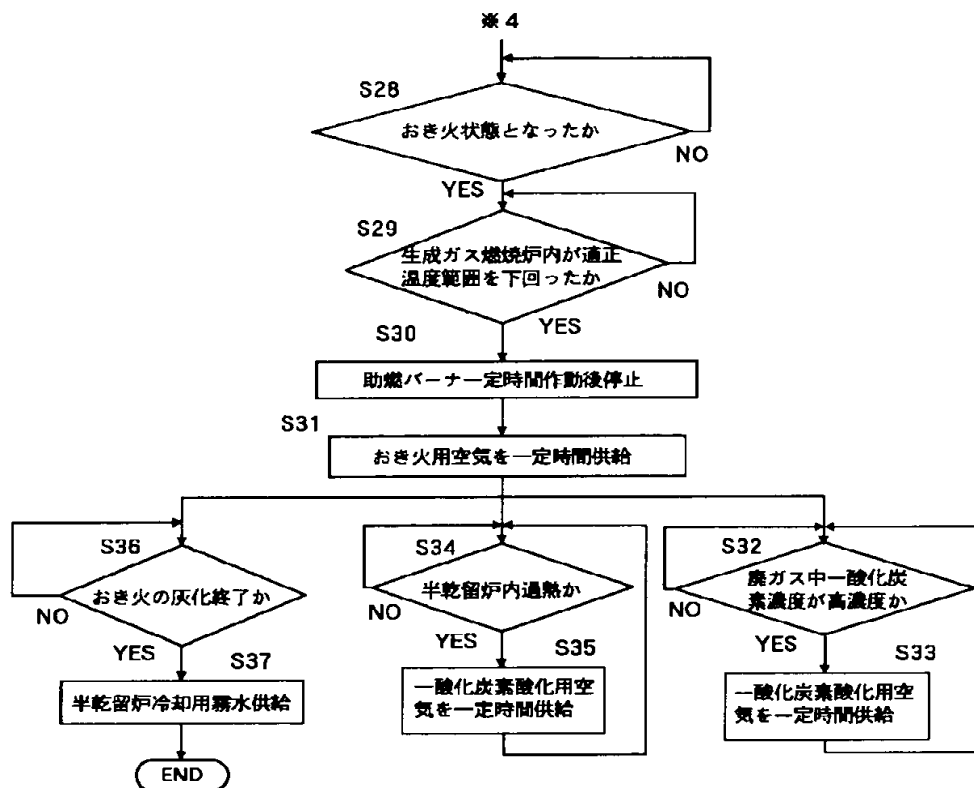 ※4
S28
おき火状態となったか
NO
YES
S29
生成ガス燃焼炉内が適正
温度範囲を下回ったか
NO
YES
S30
助燃バーナ一定時間作動後停止
S31
おき火用空気を一定時間供給
S36
おき火の灰化終了か
NO
YES
S37
半乾留炉冷却用霧水供給
END
S34
半乾留炉内過熱か
NO
YES
S35
一酸化炭素酸化用空
気を一定時間供給
S32
廃ガス中一酸化炭
素濃度が高濃度か
NO
YES
S33
一酸化炭素酸化用空
気を一定時間供給